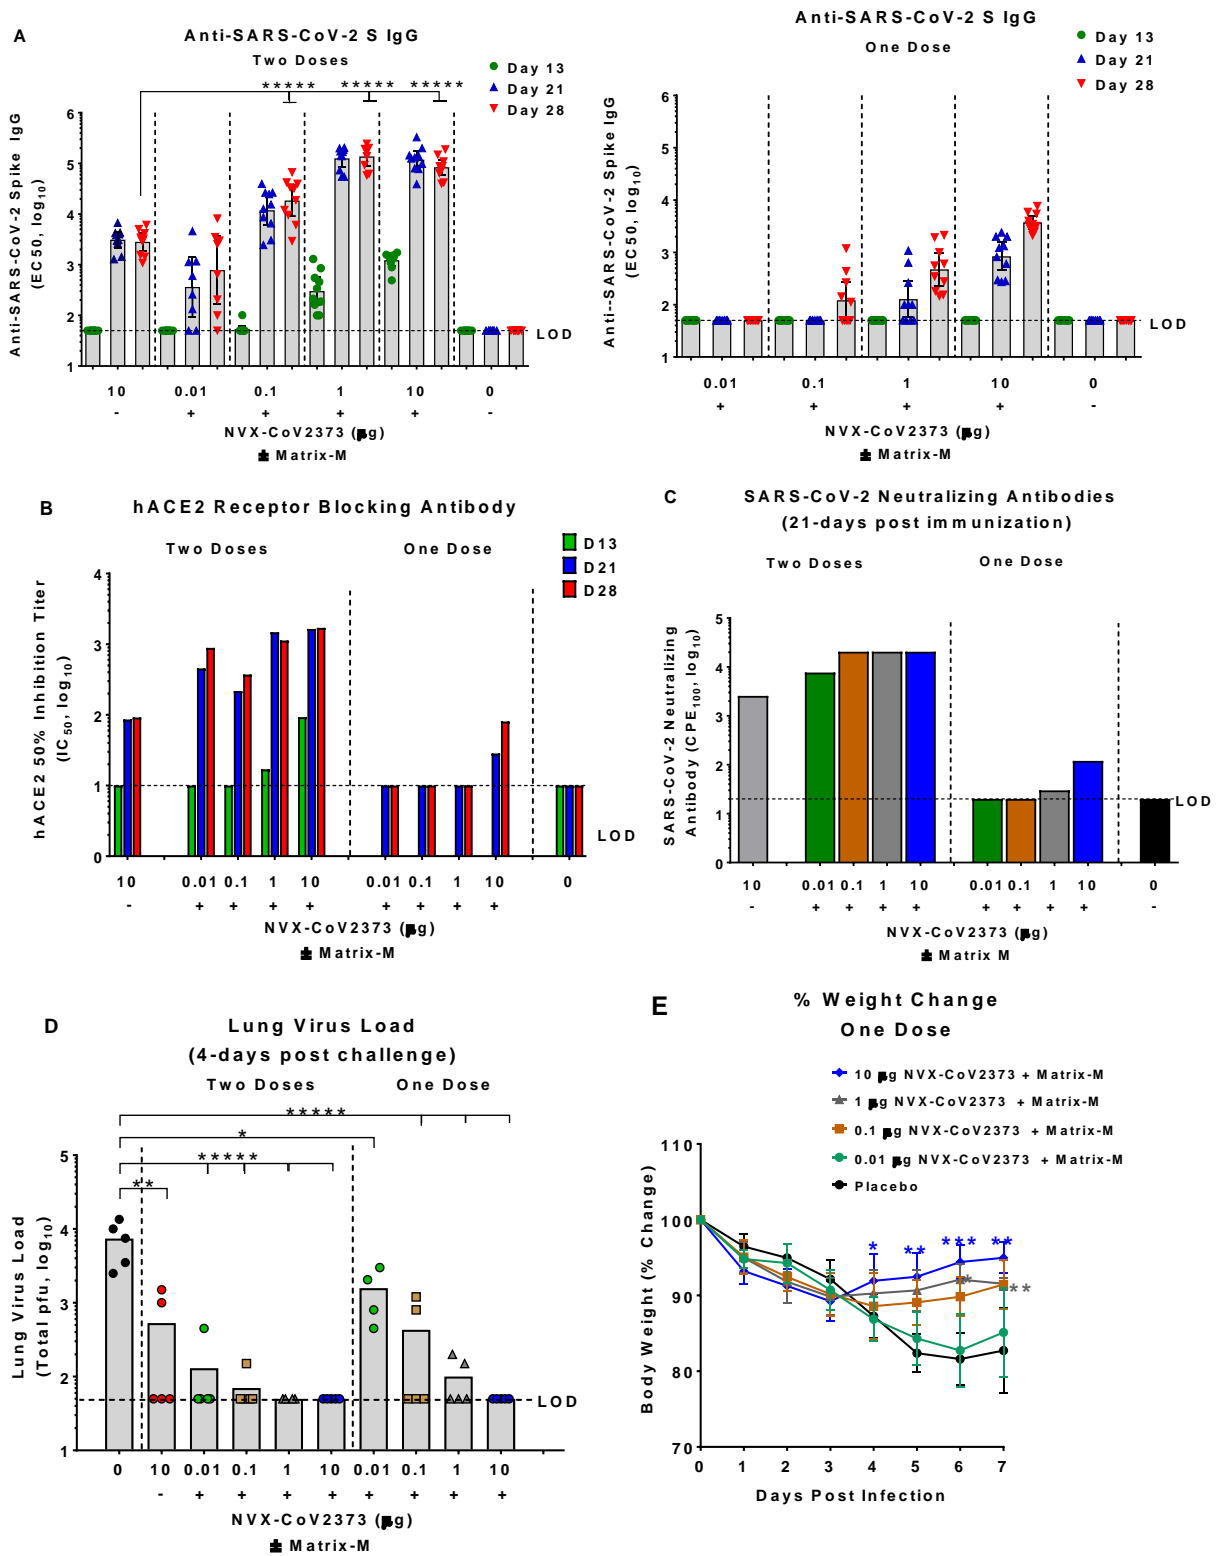 A
Anti-SARS-CoV-2 S IgG
Two Doses
Day 13
Day 21
Day 28
***** ***** *****
Anti-SARS-CoV-2 Spike IgG
(EC50, log10)
6
5
4
3
2
1
LOD
10 0.01 0.1 1 10 0
- + + + + -
NVX-CoV2373 (µg)
± Matrix-M
Anti-SARS-CoV-2 S IgG
One Dose
Day 13
Day 21
Day 28
Anti-SARS-CoV-2 Spike IgG
(EC50, log10)
6
5
4
3
2
1
LOD
0.01 0.1 1 10 0
+ + + + -
NVX-CoV2373 (µg)
± Matrix-M
B
hACE2 Receptor Blocking Antibody
Two Doses One Dose
D13
D21
D28
hACE2 50% Inhibition Titer
(IC50, log10)
4
3
2
1
0
LOD
10 0.01 0.1 1 10 0.01 0.1 1 10 0
- + + + + + + + + -
NVX-CoV2373 (µg)
± Matrix-M
C
SARS-CoV-2 Neutralizing Antibodies
(21-days post immunization)
Two Doses One Dose
SARS-CoV-2 Neutralizing
Antibody (CPE100, log10)
5
4
3
2
1
0
LOD
10 0.01 0.1 1 10 0.01 0.1 1 10 0
- + + + + + + + + -
NVX-CoV2373 (µg)
± Matrix M
D
Lung Virus Load
(4-days post challenge)
Two Doses One Dose
*****
*
*****
**
Lung Virus Load
(Total pfu, log10)
5
4
3
2
1
LOD
0 10 0.01 0.1 1 10 0.01 0.1 1 10
- + + + + + + + +
NVX-CoV2373 (µg)
± Matrix-M
E
% Weight Change
One Dose
10 µg NVX-CoV2373 + Matrix-M
1 µg NVX-CoV2373 + Matrix-M
0.1 µg NVX-CoV2373 + Matrix-M
0.01 µg NVX-CoV2373 + Matrix-M
Placebo
Body Weight (% Change)
110
100
90
80
70
* ** *** **
*
**
0 1 2 3 4 5 6 7
Days Post Infection